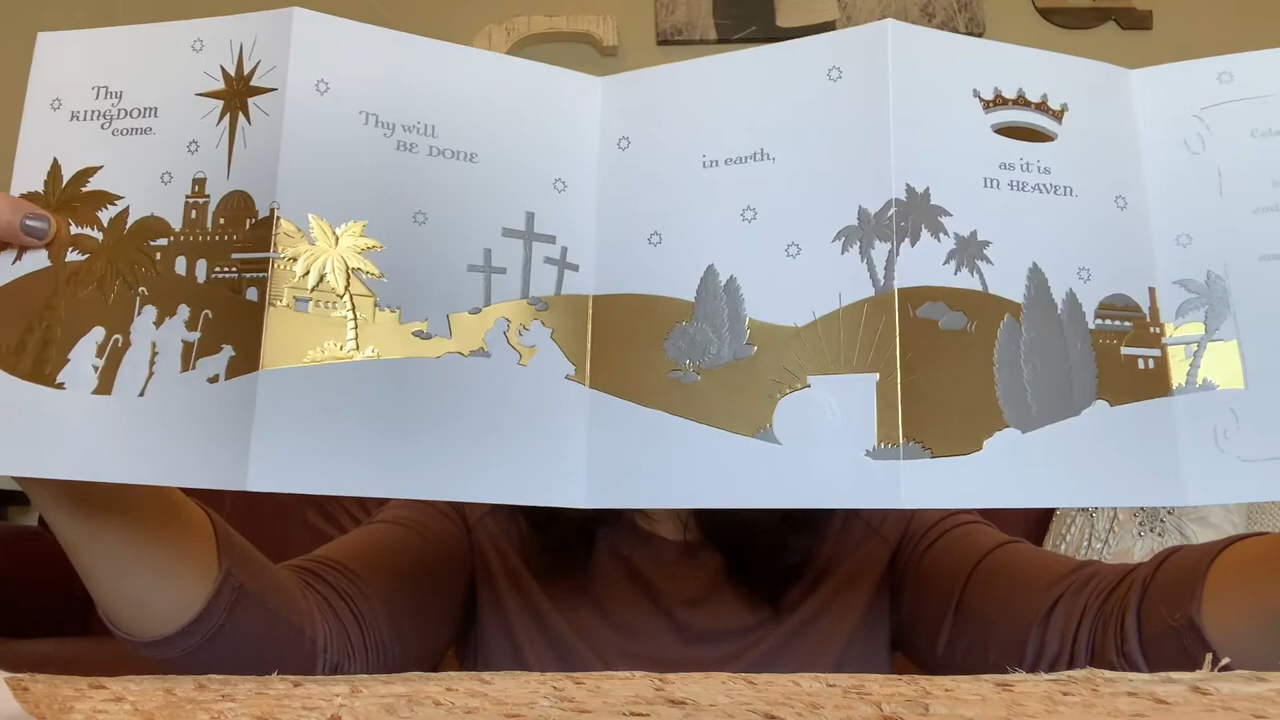 Thy
KINGDOM
come.
Thy will
BE DONE
in earth,
as it is
IN HEAVEN.